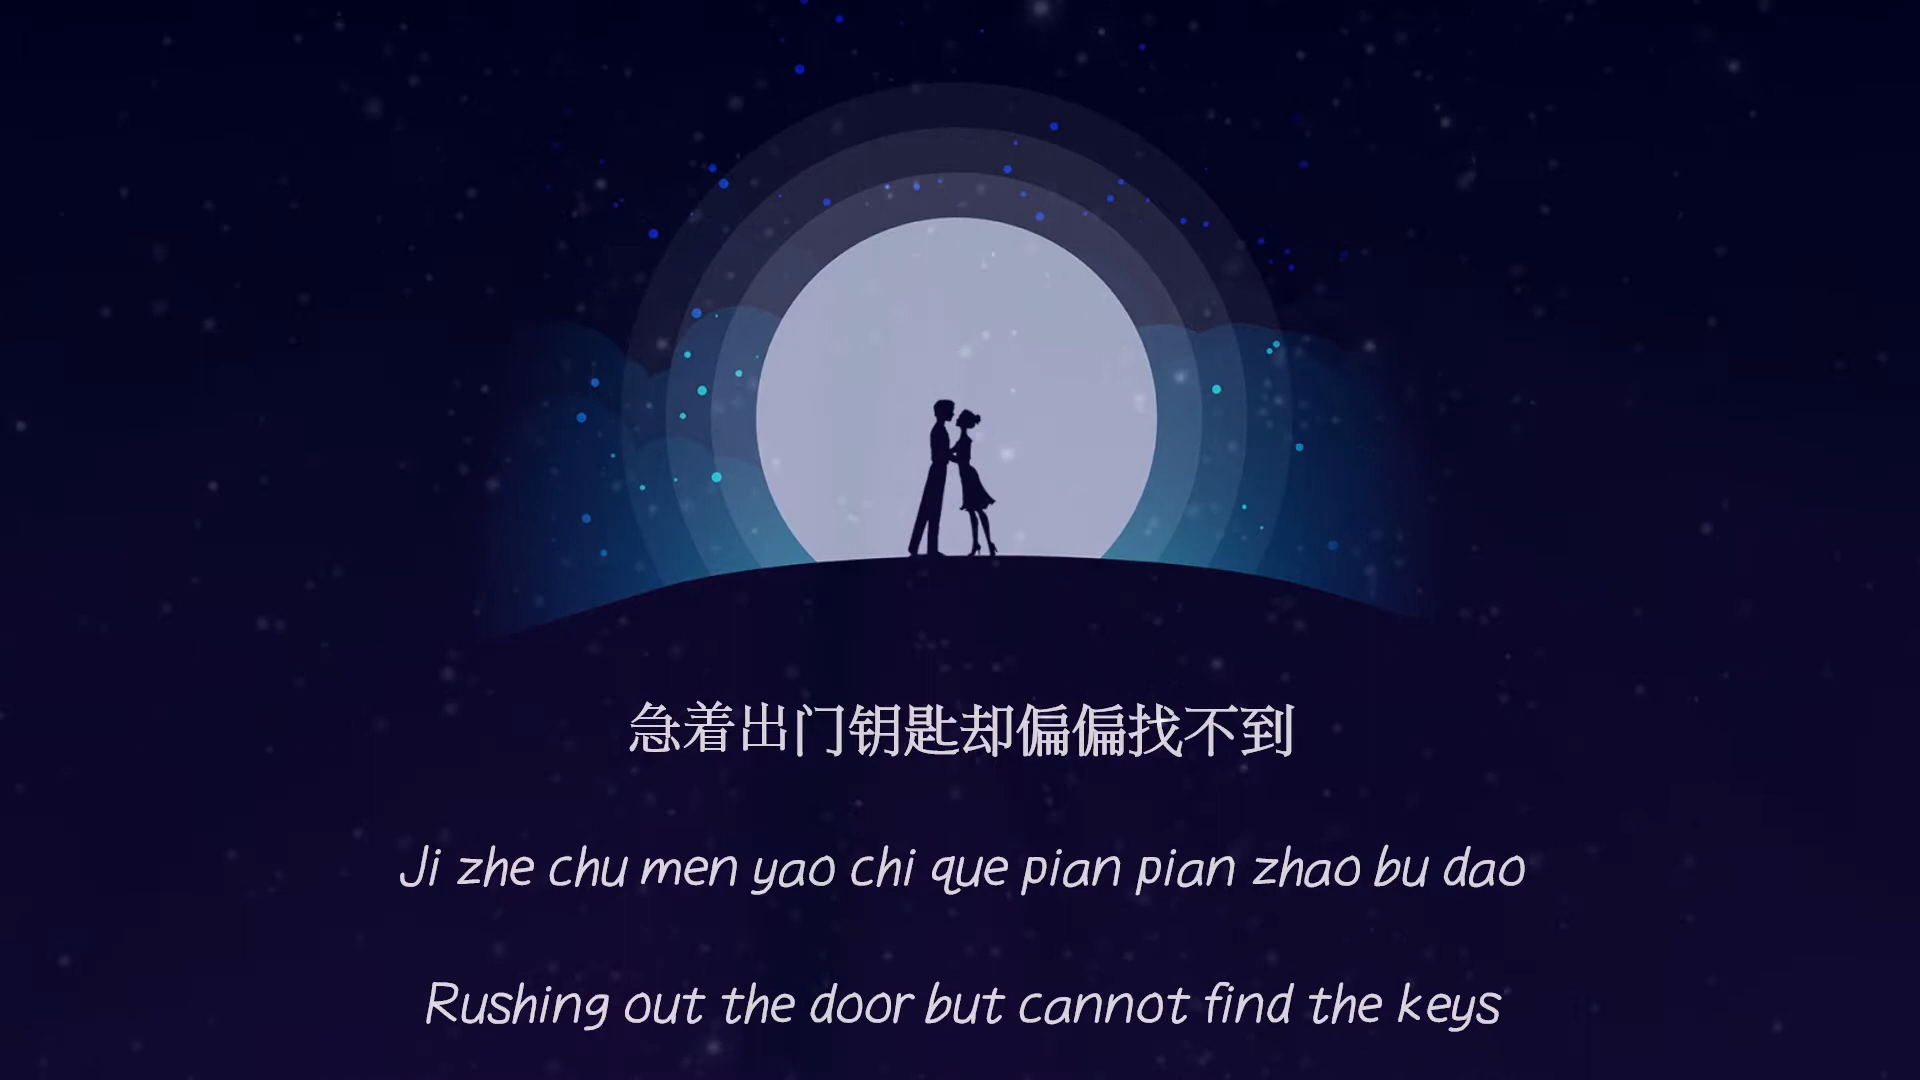 急着出门钥匙却偏偏找不到
Ji zhe chu men yao chi que pian pian zhao bu dao
Rushing out the door but cannot find the keys